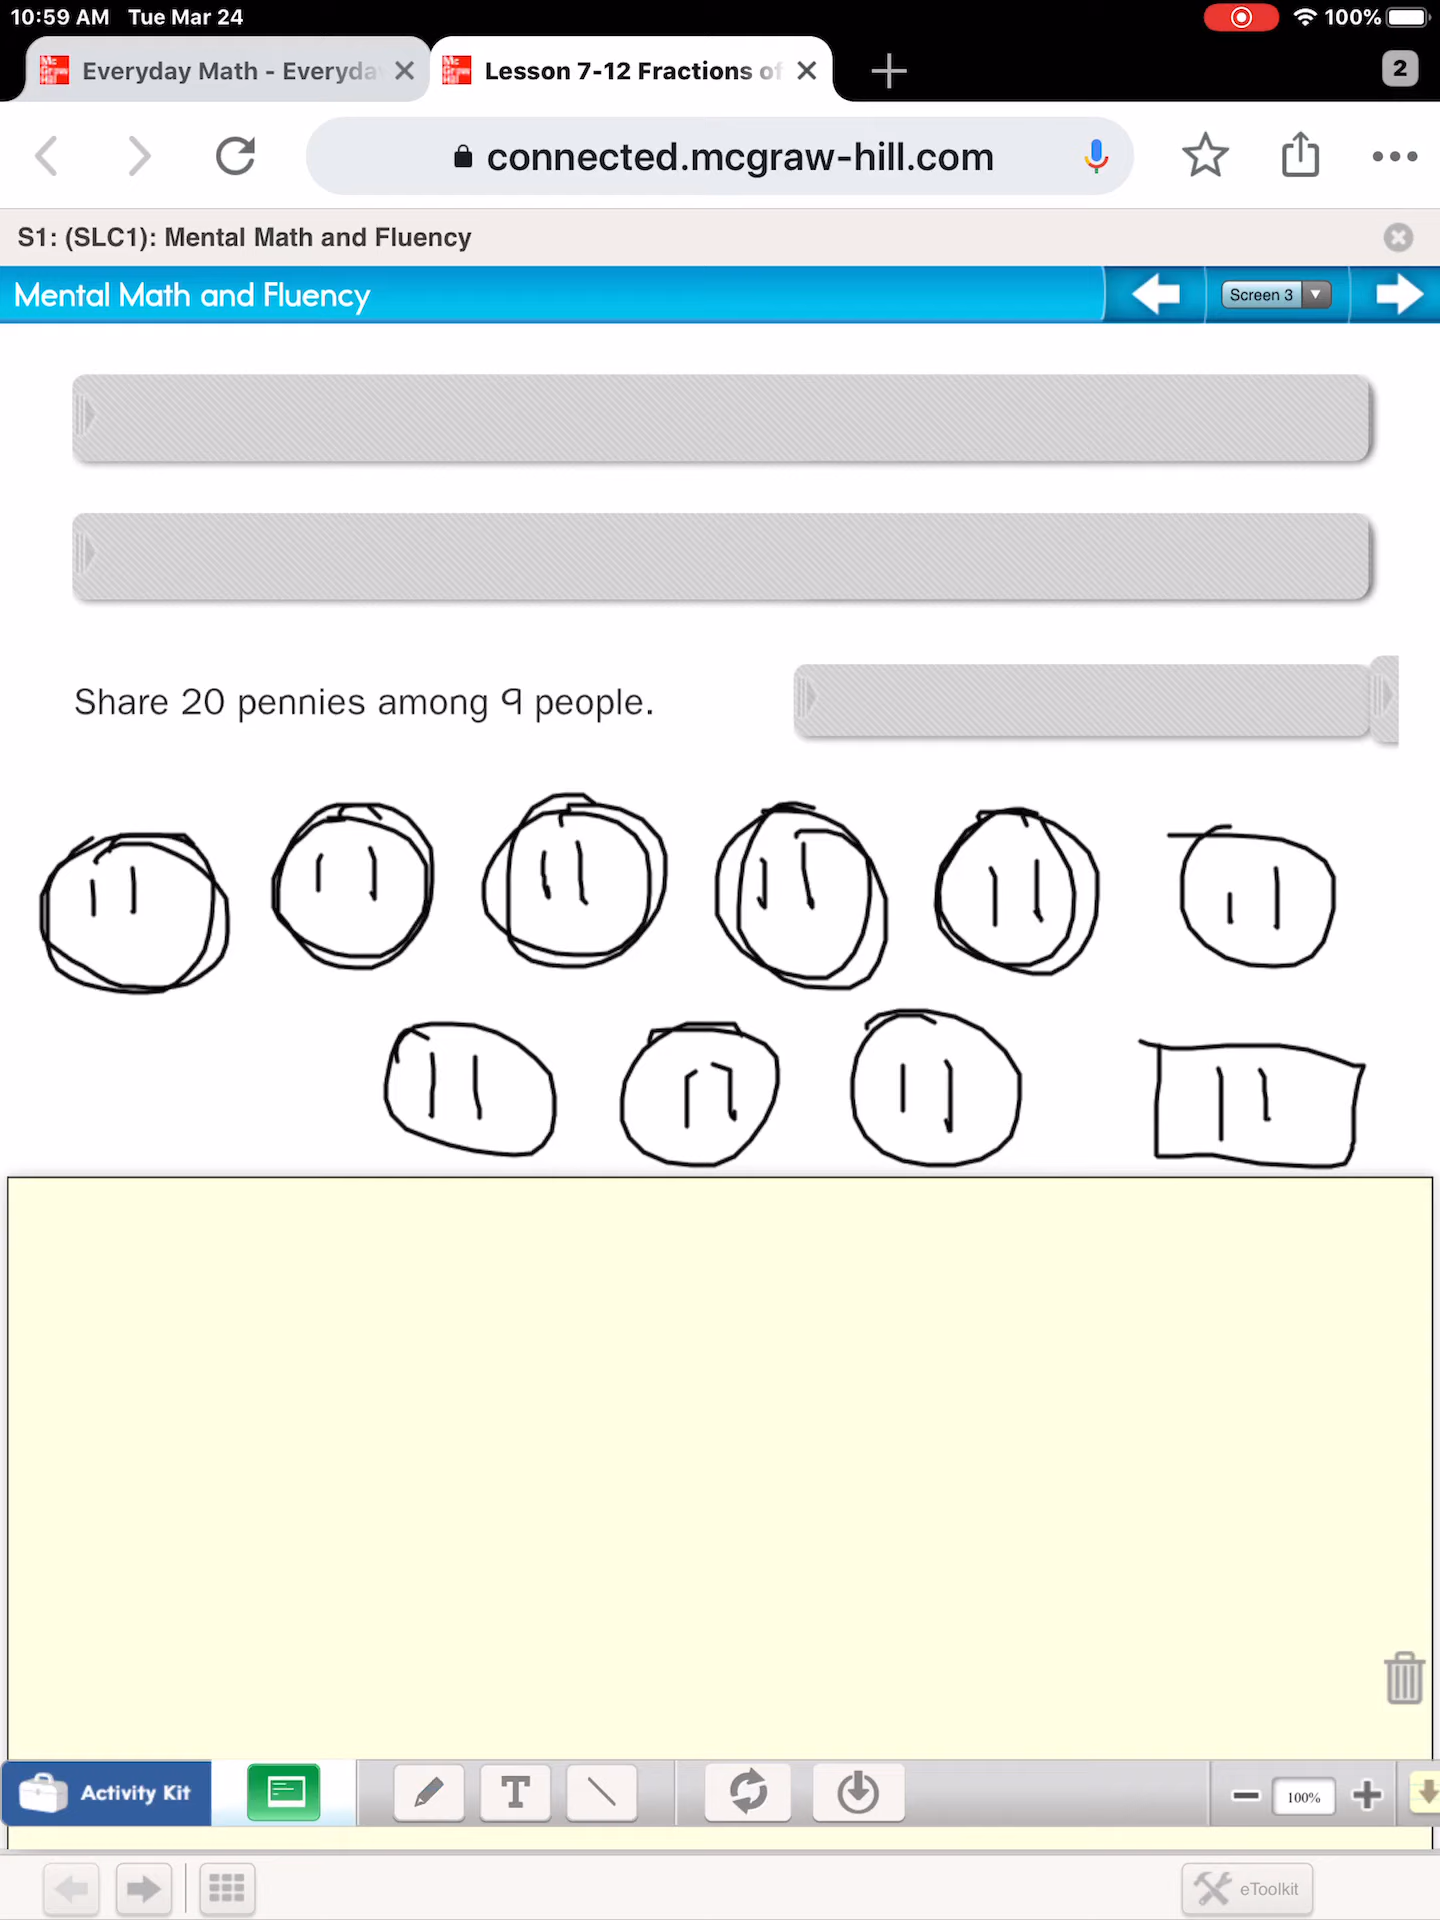 10:59 AM Tue Mar 24 100%
Everyday Math - Everyda Lesson 7-12 Fractions of 2
connected.mcgraw-hill.com
S1: (SLC1): Mental Math and Fluency
Mental Math and Fluency Screen 3
Share 20 pennies among 9 people.
Activity Kit T 100%
eToolkit